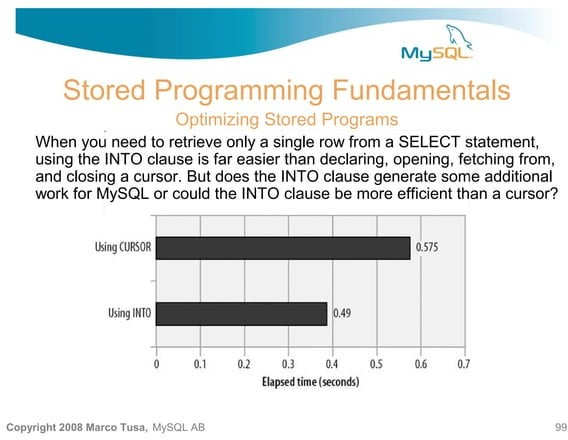 MySQL
Stored Programming Fundamentals
Optimizing Stored Programs
When you need to retrieve only a single row from a SELECT statement,
using the INTO clause is far easier than declaring, opening, fetching from,
and closing a cursor. But does the INTO clause generate some additional
work for MySQL or could the INTO clause be more efficient than a cursor?
Using CURSOR 0.575
Using INTO 0.49
0 0.1 0.2 0.3 0.4 0.5 0.6 0.7
Elapsed time (seconds)
Copyright 2008 Marco Tusa, MySQL AB 99